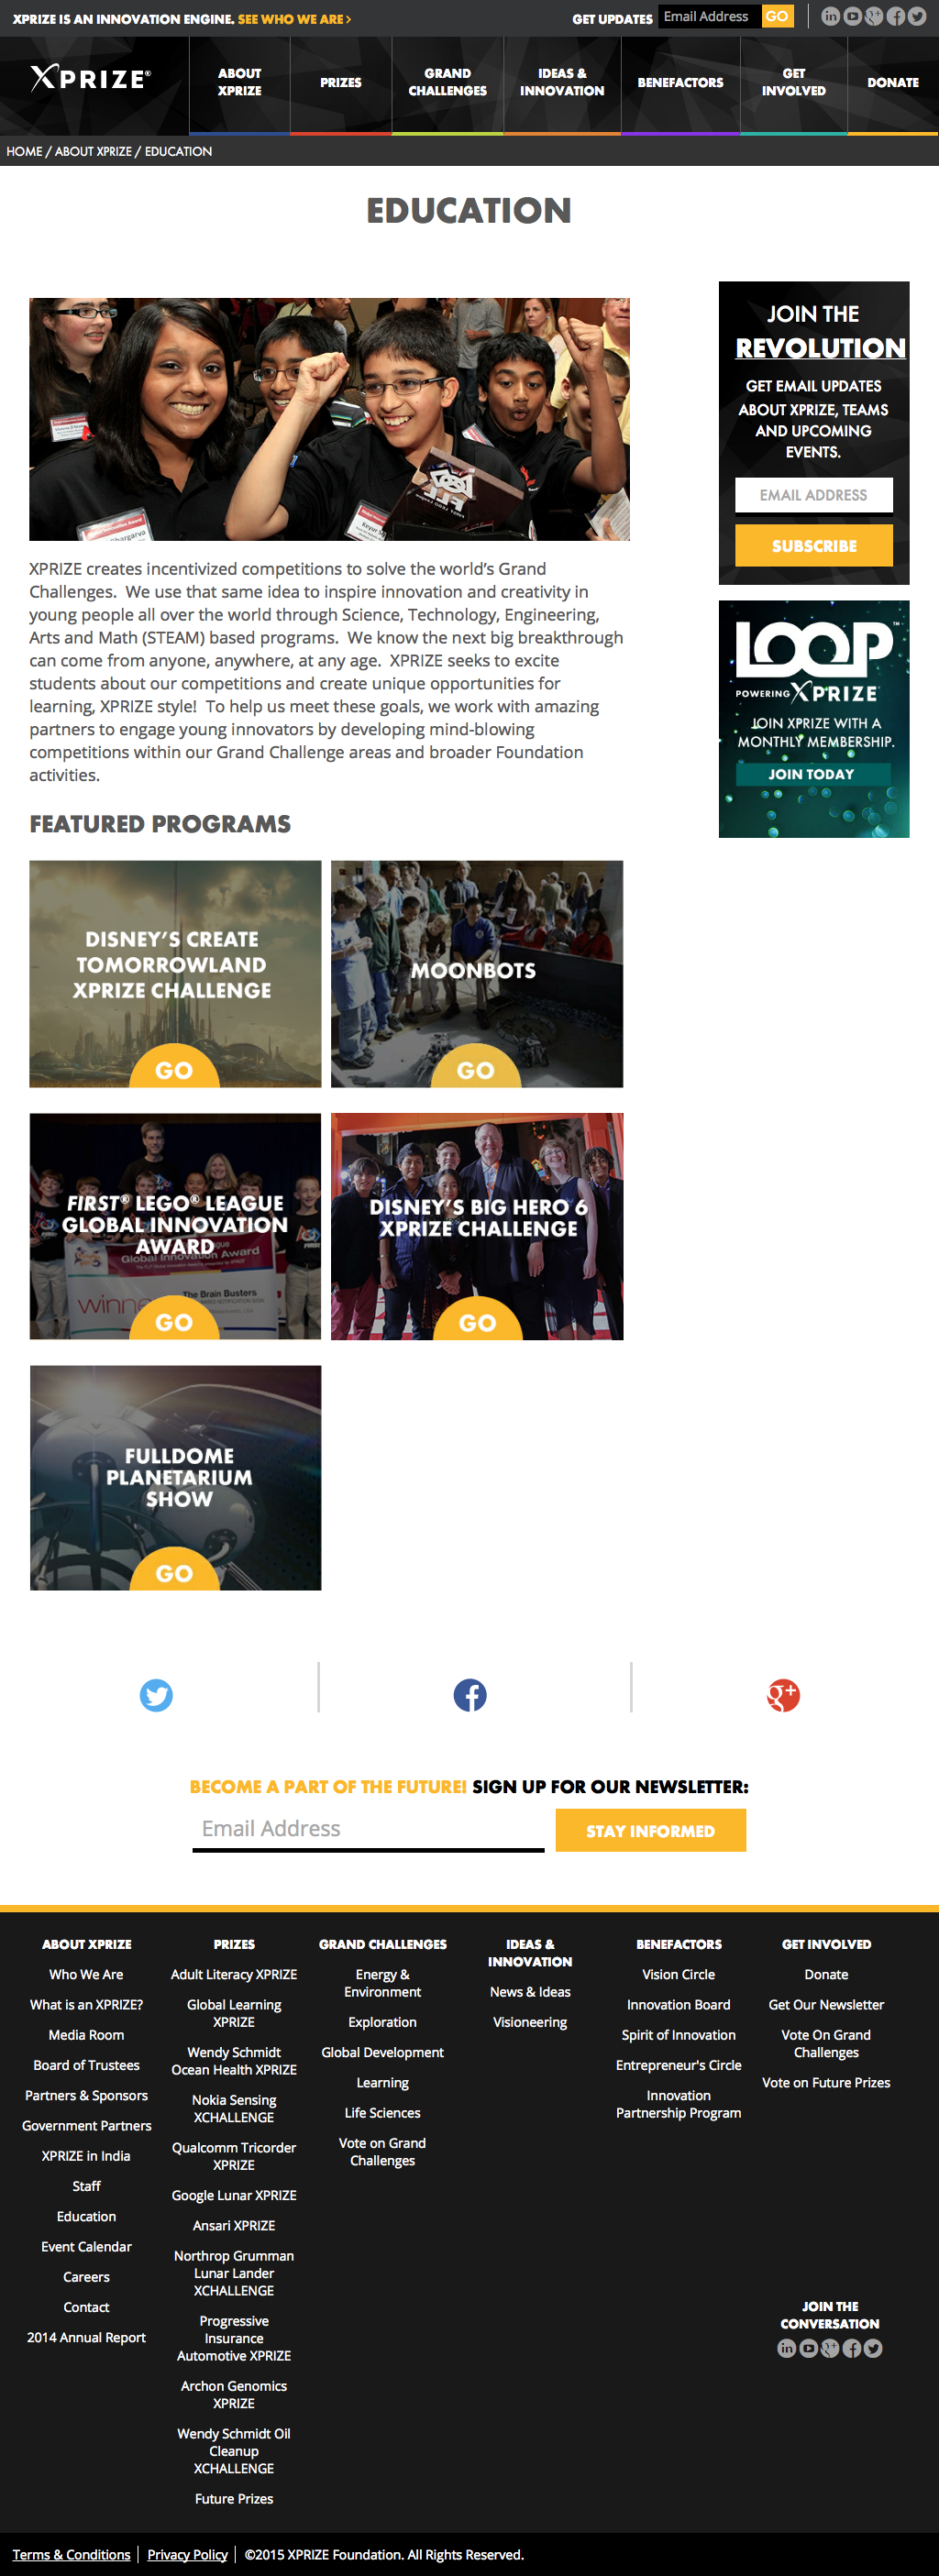 XPRIZE IS AN INNOVATION ENGINE. SEE WHO WE ARE >
GET UPDATES Email Address GO
XPRIZE®
ABOUT
XPRIZE
PRIZES
GRAND
CHALLENGES
IDEAS &
INNOVATION
BENEFACTORS
GET
INVOLVED
DONATE
HOME / ABOUT XPRIZE / EDUCATION
EDUCATION
JOIN THE
REVOLUTION
GET EMAIL UPDATES
ABOUT XPRIZE, TEAMS
AND UPCOMING
EVENTS.
EMAIL ADDRESS
SUBSCRIBE
LOOP™
POWERING XPRIZE
JOIN XPRIZE WITH A
MONTHLY MEMBERSHIP.
JOIN TODAY
XPRIZE creates incentivized competitions to solve the world's Grand
Challenges.  We use that same idea to inspire innovation and creativity in
young people all over the world through Science, Technology, Engineering,
Arts and Math (STEAM) based programs.  We know the next big breakthrough
can come from anyone, anywhere, at any age.  XPRIZE seeks to excite
students about our competitions and create unique opportunities for
learning, XPRIZE style!  To help us meet these goals, we work with amazing
partners to engage young innovators by developing mind-blowing
competitions within our Grand Challenge areas and broader Foundation
activities.
FEATURED PROGRAMS
DISNEY'S CREATE
TOMORROWLAND
XPRIZE CHALLENGE
GO
MOONBOTS
GO
FIRST® LEGO® LEAGUE
GLOBAL INNOVATION
AWARD
Global Innovation Award
The Brain Busters
GO
DISNEY'S BIG HERO 6
XPRIZE CHALLENGE
GO
FULLDOME
PLANETARIUM
SHOW
GO
BECOME A PART OF THE FUTURE! SIGN UP FOR OUR NEWSLETTER:
Email Address
STAY INFORMED
ABOUT XPRIZE
Who We Are
What is an XPRIZE?
Media Room
Board of Trustees
Partners & Sponsors
Government Partners
XPRIZE in India
Staff
Education
Event Calendar
Careers
Contact
2014 Annual Report
PRIZES
Adult Literacy XPRIZE
Global Learning
XPRIZE
Wendy Schmidt
Ocean Health XPRIZE
Nokia Sensing
XCHALLENGE
Qualcomm Tricorder
XPRIZE
Google Lunar XPRIZE
Ansari XPRIZE
Northrop Grumman
Lunar Lander
XCHALLENGE
Progressive
Insurance
Automotive XPRIZE
Archon Genomics
XPRIZE
Wendy Schmidt Oil
Cleanup
XCHALLENGE
Future Prizes
GRAND CHALLENGES
Energy &
Environment
Exploration
Global Development
Learning
Life Sciences
Vote on Grand
Challenges
IDEAS &
INNOVATION
News & Ideas
Visioneering
BENEFACTORS
Vision Circle
Innovation Board
Spirit of Innovation
Entrepreneur's Circle
Innovation
Partnership Program
GET INVOLVED
Donate
Get Our Newsletter
Vote On Grand
Challenges
Vote on Future Prizes
JOIN THE
CONVERSATION
Terms & Conditions | Privacy Policy | ©2015 XPRIZE Foundation. All Rights Reserved.